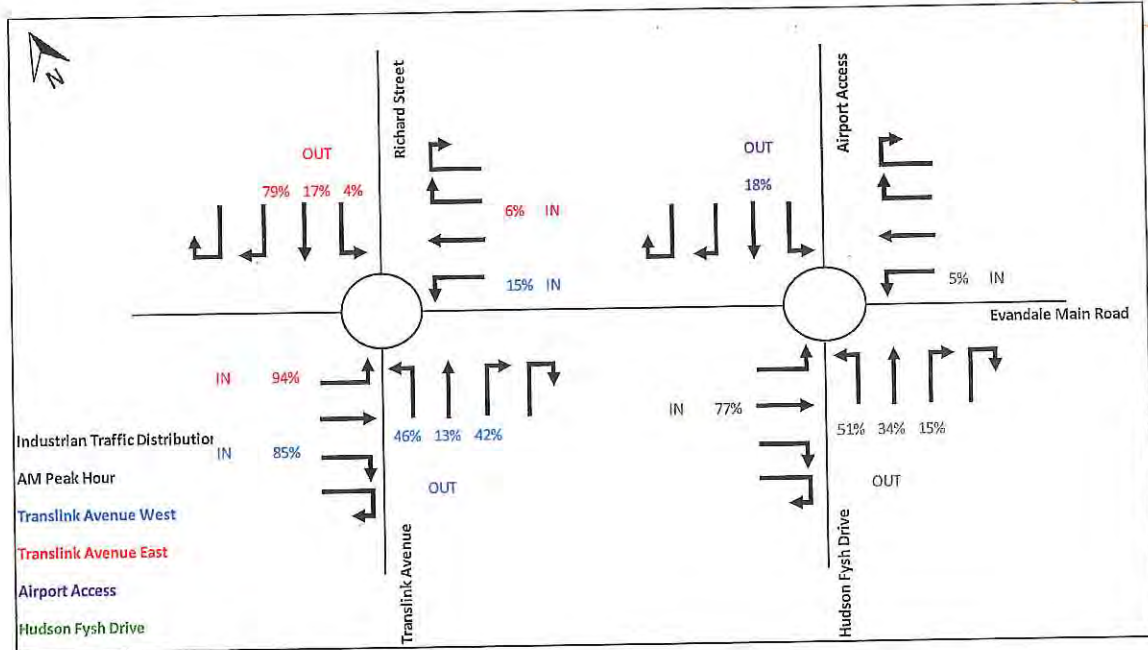 N
Richard Street
Airport Access
OUT
79% 17% 4%
6% IN
15% IN
OUT
18%
5% IN
Evandale Main Road
IN 94%
IN 85%
46% 13% 42%
OUT
IN 77%
51% 34% 15%
OUT
Industrian Traffic Distribution
AM Peak Hour
Translink Avenue West
Translink Avenue East
Airport Access
Hudson Fysh Drive
Translink Avenue
Hudson Fysh Drive